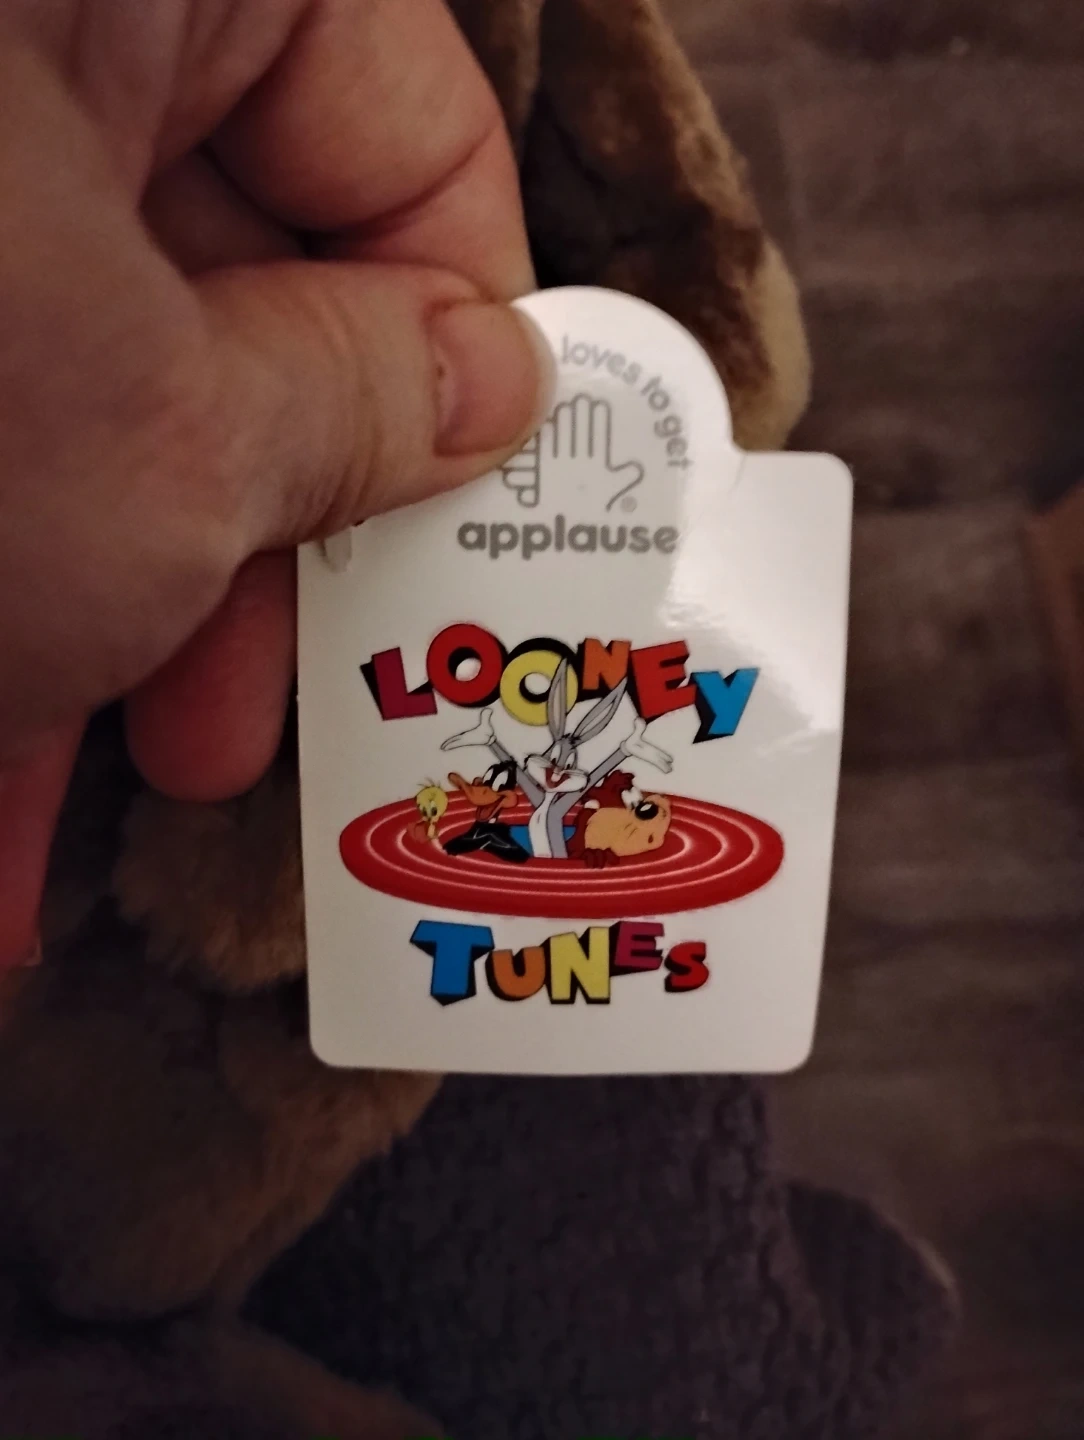 loves to get
applause
LOONEY
TUNES